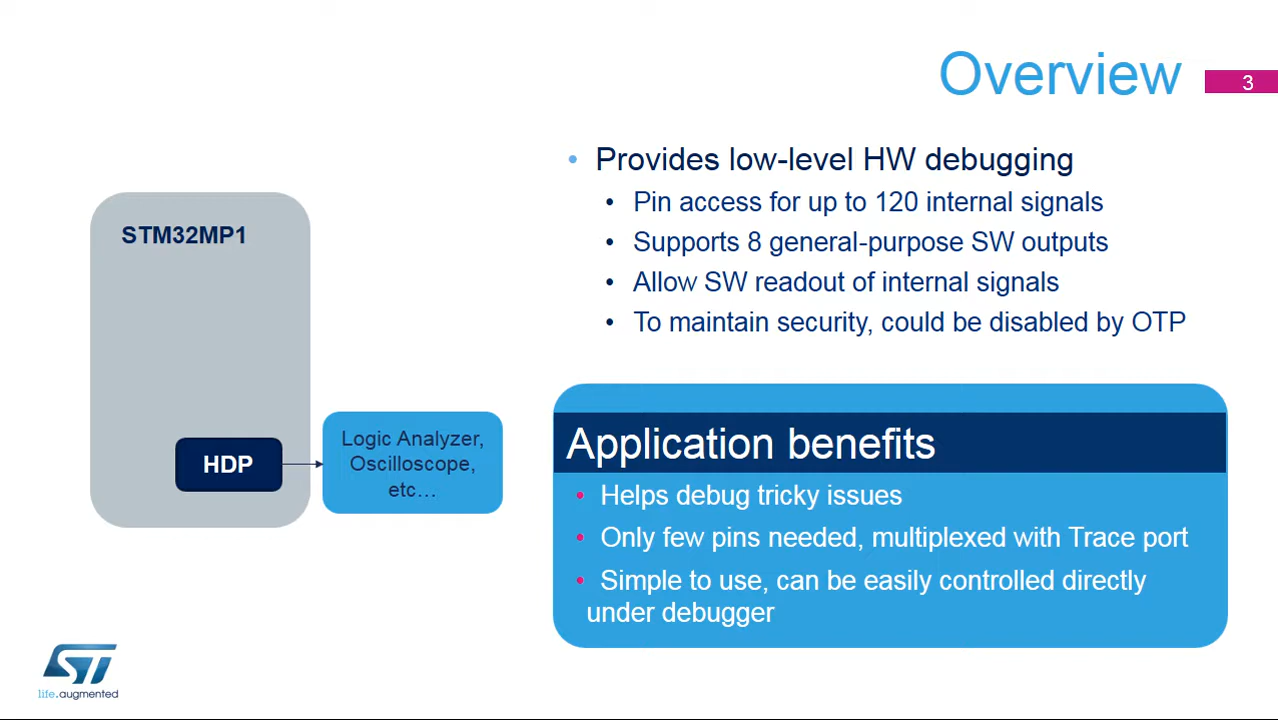 Overview
3
• Provides low-level HW debugging
• Pin access for up to 120 internal signals
• Supports 8 general-purpose SW outputs
• Allow SW readout of internal signals
• To maintain security, could be disabled by OTP
STM32MP1
HDP
Logic Analyzer,
Oscilloscope,
etc...
Application benefits
• Helps debug tricky issues
• Only few pins needed, multiplexed with Trace port
• Simple to use, can be easily controlled directly
under debugger
ST
life.augmented